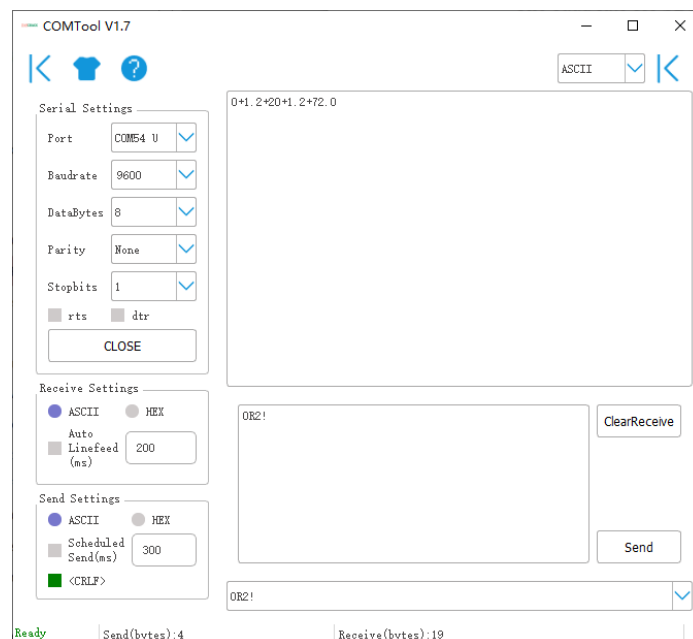 COMTool V1.7
ASCII
Serial Settings
Port COM54 U
Baudrate 9600
DataBytes 8
Parity None
Stopbits 1
rts dtr
CLOSE
0+1.2+20+1.2+72.0
Receive Settings
ASCII HEX
Auto
Linefeed
(ms)
200
Send Settings
ASCII HEX
Scheduled
Send(ms)
300
<CRLF>
0R2!
ClearReceive
Send
0R2!
Ready Send(bytes):4 Receive(bytes):19